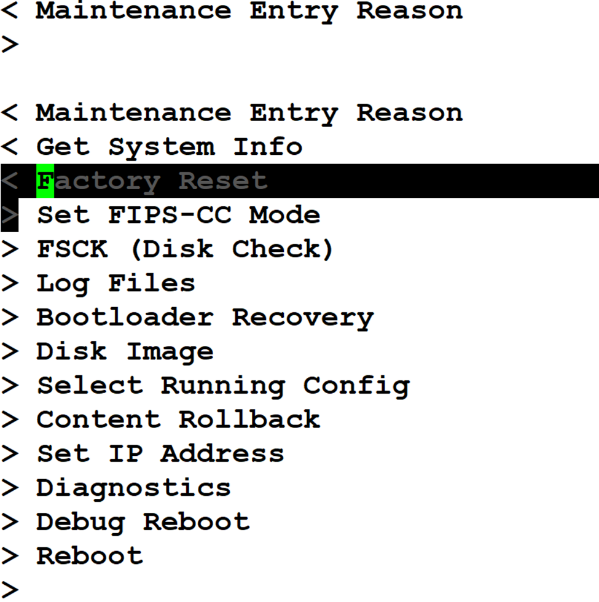 < Maintenance Entry Reason
>
< Maintenance Entry Reason
< Get System Info
< Factory Reset
> Set FIPS-CC Mode
> FSCK (Disk Check)
> Log Files
> Bootloader Recovery
> Disk Image
> Select Running Config
> Content Rollback
> Set IP Address
> Diagnostics
> Debug Reboot
> Reboot
>